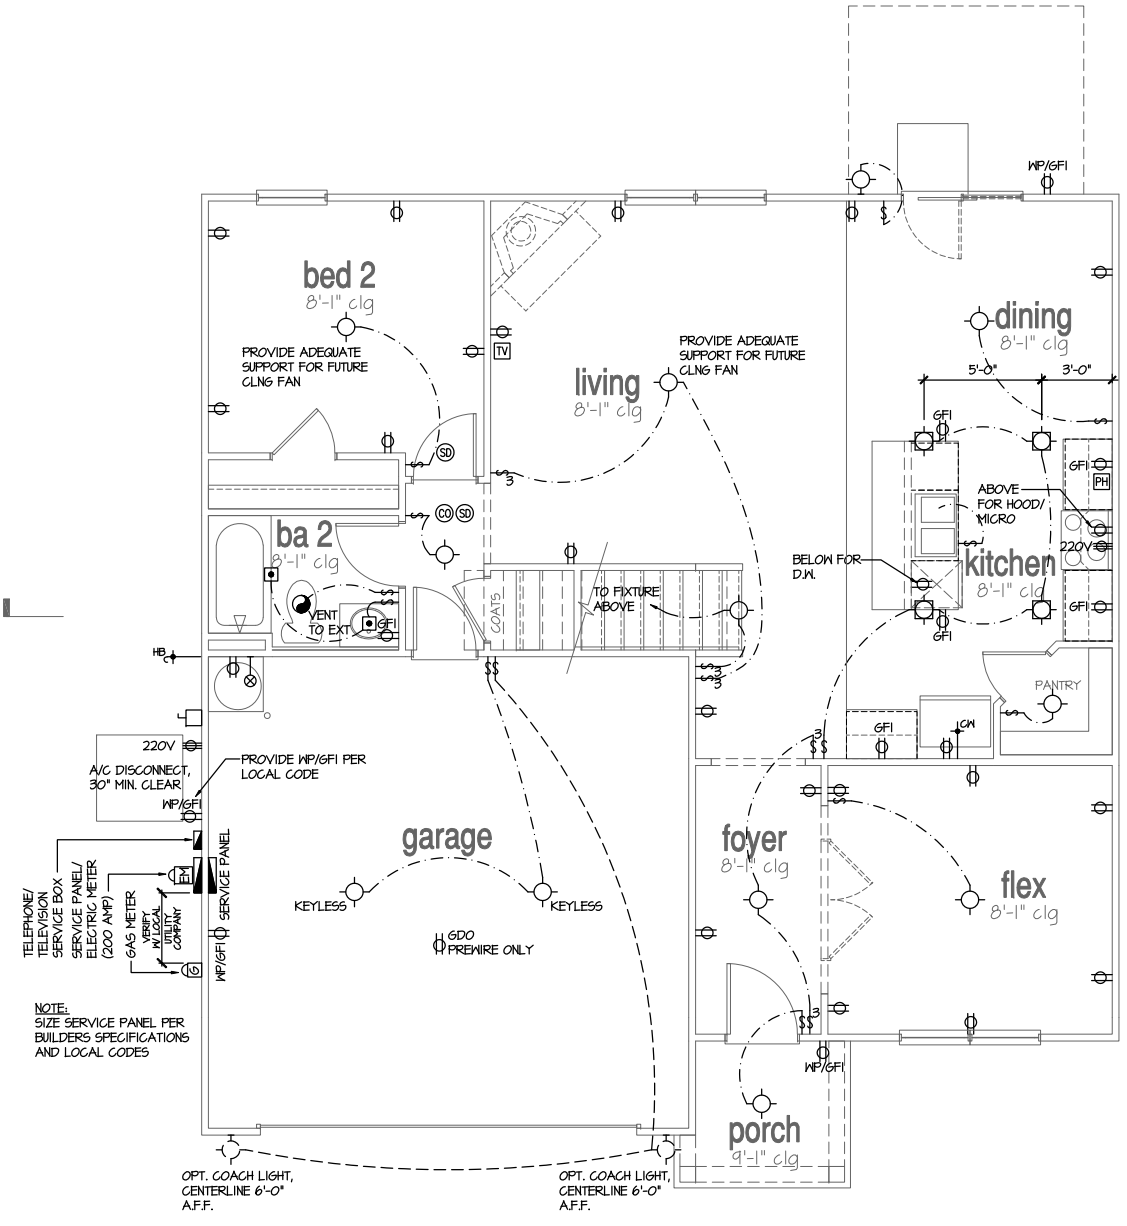 WP/GFI
bed 2
8'-1" clg
PROVIDE ADEQUATE
SUPPORT FOR FUTURE
CLNG FAN
TV
living
8'-1" clg
PROVIDE ADEQUATE
SUPPORT FOR FUTURE
CLNG FAN
dining
8'-1" clg
5'-0"
3'-0"
GFI
SD
$
$
3
GFI
PH
ABOVE
FOR HOOD/
MICRO
CO
SD
$
220V
ba 2
8'-1" clg
kitchen
8'-1" clg
BELOW FOR
D.W.
VENT
TO EXT
GFI
COATS
TO FIXTURE
ABOVE
GFI
GFI
HB
$$
3
3
PANTRY
220V
A/C DISCONNECT,
30" MIN. CLEAR
WP/GFI
PROVIDE WP/GFI PER
LOCAL CODE
3
$$
GFI
CW
garage
foyer
8'-1" clg
flex
8'-1" clg
KEYLESS
KEYLESS
GDO
PREWIRE ONLY
TELEPHONE/
TELEVISION
SERVICE BOX
SERVICE PANEL/
ELECTRIC METER
(200 AMP)
GAS METER
VERIFY
W/ LOCAL
UTILITY
COMPANY
EM
G
SERVICE PANEL
WP/GFI
NOTE:
SIZE SERVICE PANEL PER
BUILDERS SPECIFICATIONS
AND LOCAL CODES
3
$$
WP/GFI
porch
9'-1" clg
OPT. COACH LIGHT,
CENTERLINE 6'-0"
A.F.F.
OPT. COACH LIGHT,
CENTERLINE 6'-0"
A.F.F.